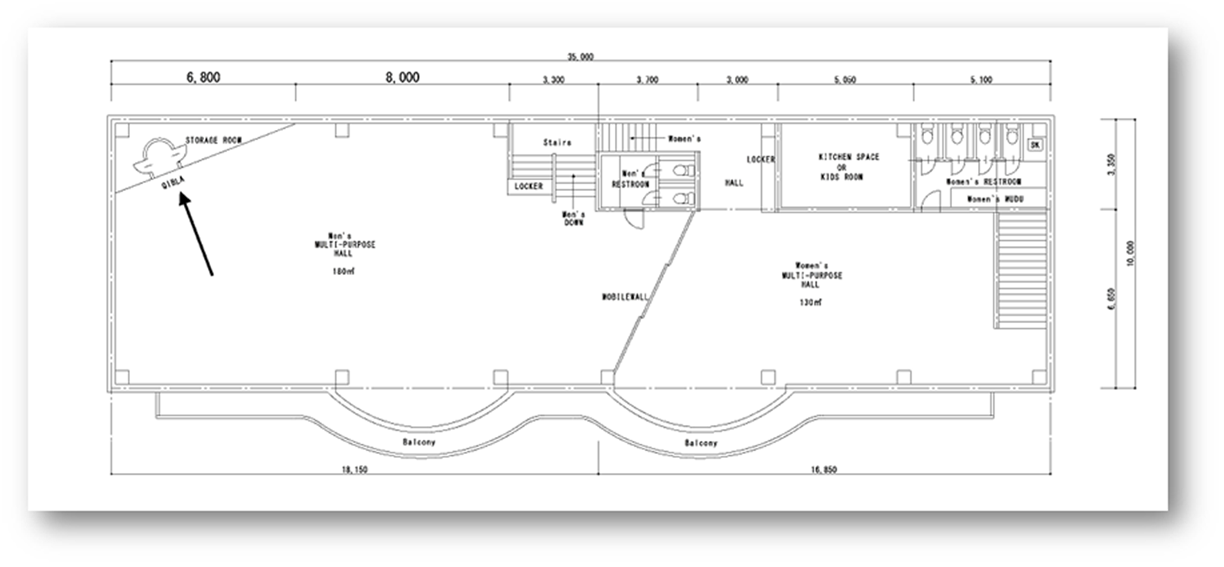 35,000
6,800
8,000
3,300
3,700
3,000
5,050
5,100
STORAGE ROOM
QIBLA
Stairs
LOCKER
Men's
DOWN
Men's
RESTROOM
Women's
LOCKER
HALL
KITCHEN SPACE
OR
KIDS ROOM
SK
Women's RESTROOM
Women's WUDU
3,350
10,000
6,650
Men's
MULTI-PURPOSE
HALL
180㎡
MOBILEWALL
Women's
MULTI-PURPOSE
HALL
130㎡
Balcony
Balcony
18,150
16,850